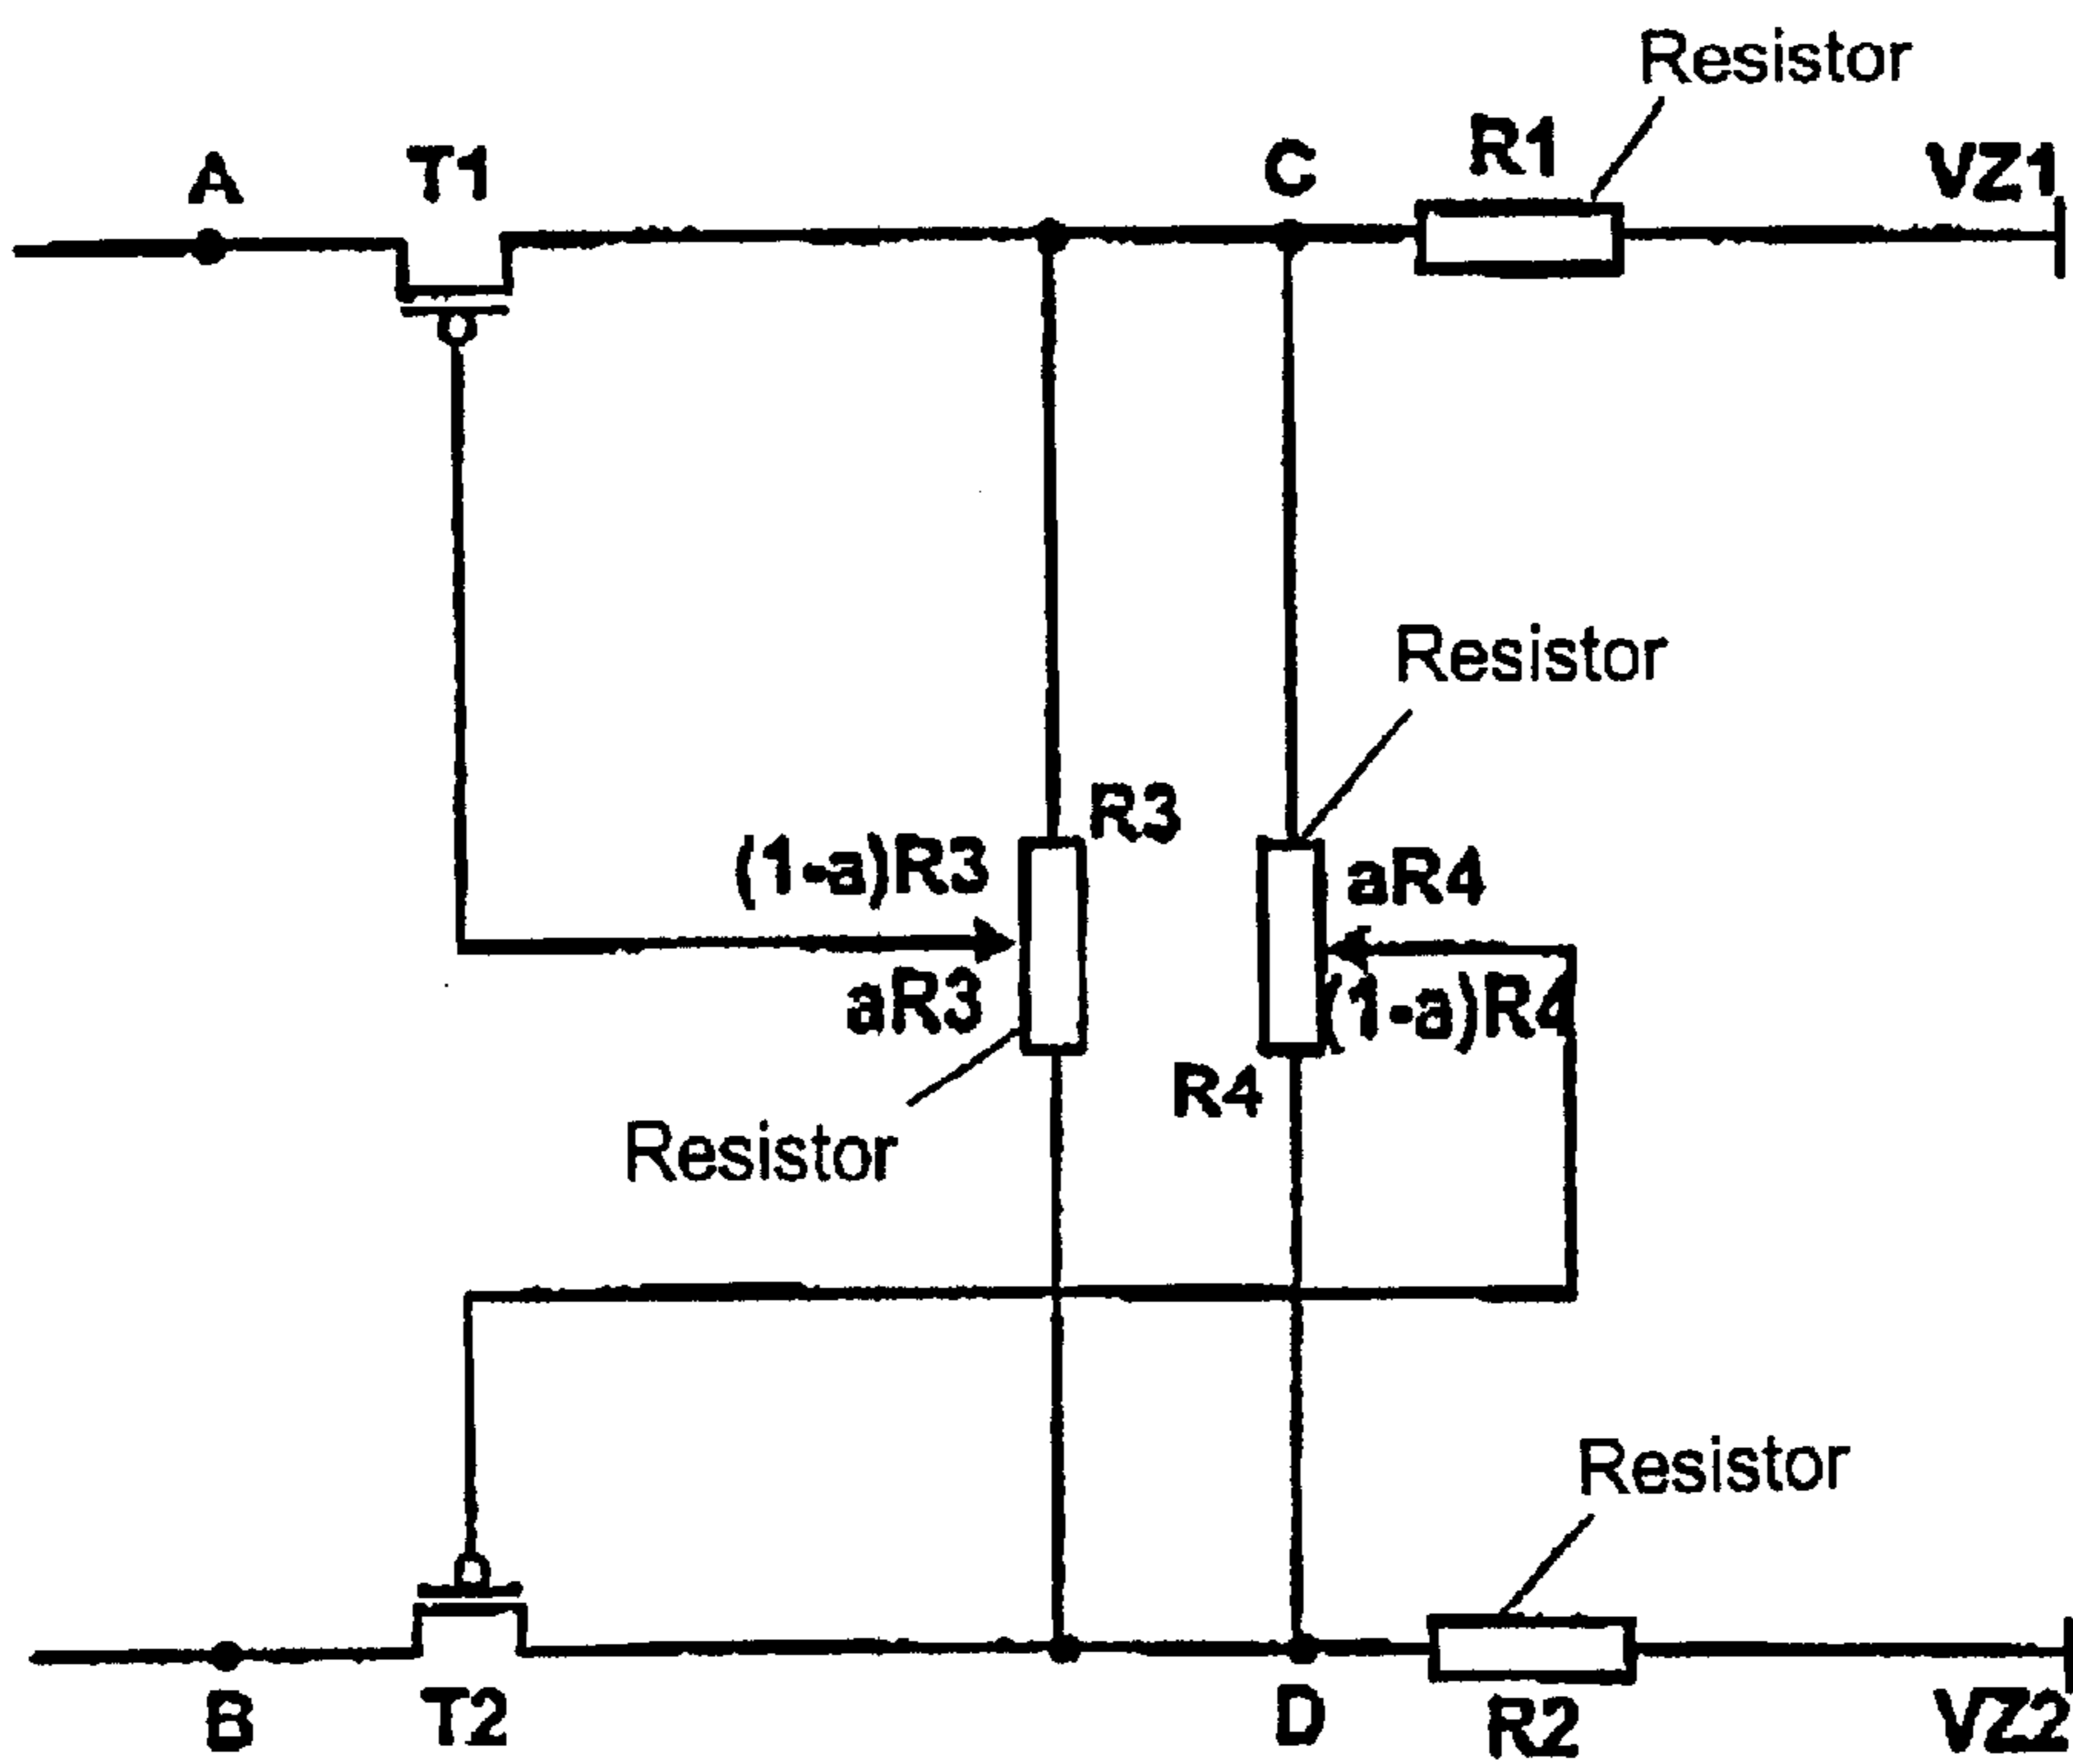 Resistor
A
T1
C
R1
VZ1
Resistor
R3
(1-a)R3
aR4
aR3
(1-a)R4
R4
Resistor
Resistor
B
T2
D
R2
VZ2